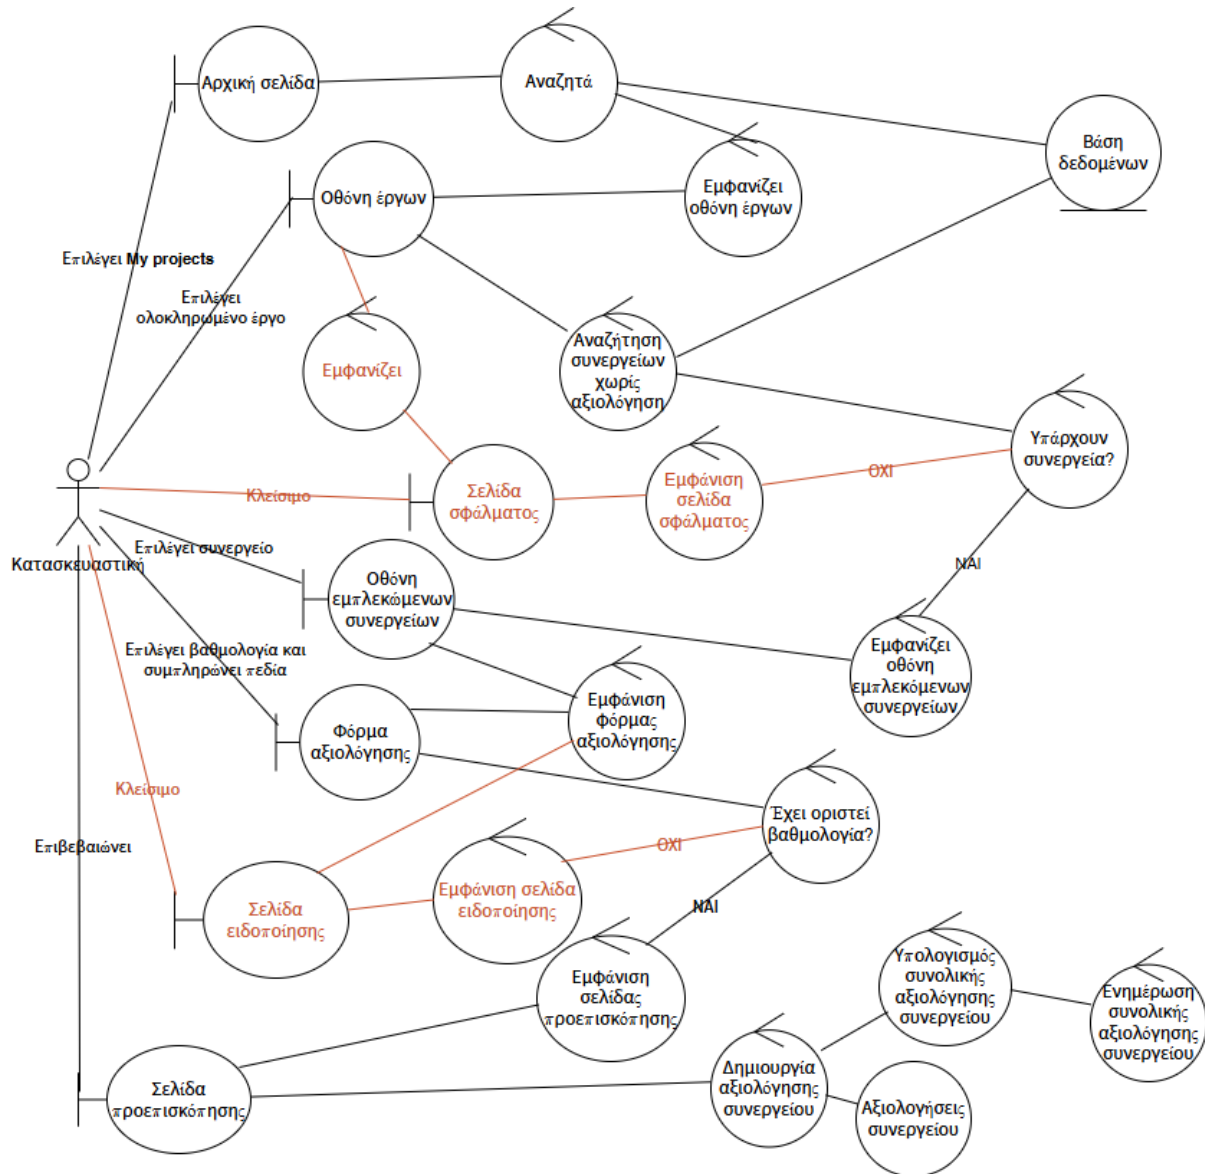 Αρχική σελίδα
Αναζητά
Βάση
δεδομένων
Οθόνη έργων
Εμφανίζει
οθόνη έργων
Επιλέγει My projects
Επιλέγει
ολοκληρωμένο έργο
Εμφανίζει
Αναζήτηση
συνεργείων
χωρίς
αξιολόγηση
Υπάρχουν
συνεργεία?
ΟΧΙ
Εμφάνιση
σελίδα
σφάλματος
Σελίδα
σφάλματος
Κλείσιμο
Κατασκευαστική
Επιλέγει συνεργείο
Οθόνη
εμπλεκώμενων
συνεργείων
ΝΑΙ
Εμφανίζει
οθόνη
εμπλεκόμενων
συνεργείων
Επιλέγει βαθμολογία και
συμπληρώνει πεδία
Εμφάνιση
φόρμας
αξιολόγησης
Φόρμα
αξιολόγησης
Κλείσιμο
Έχει οριστεί
βαθμολογία?
ΟΧΙ
Επιβεβαιώνει
Εμφάνιση σελίδα
ειδοποίησης
Σελίδα
ειδοποίησης
ΝΑΙ
Εμφάνιση
σελίδας
προεπισκόπησης
Υπολογισμός
συνολικής
αξιολόγησης
συνεργείου
Ενημέρωση
συνολικής
αξιολόγησης
συνεργείου
Σελίδα
προεπισκόπησης
Δημιουργία
αξιολόγησης
συνεργείου
Αξιολογήσεις
συνεργείου